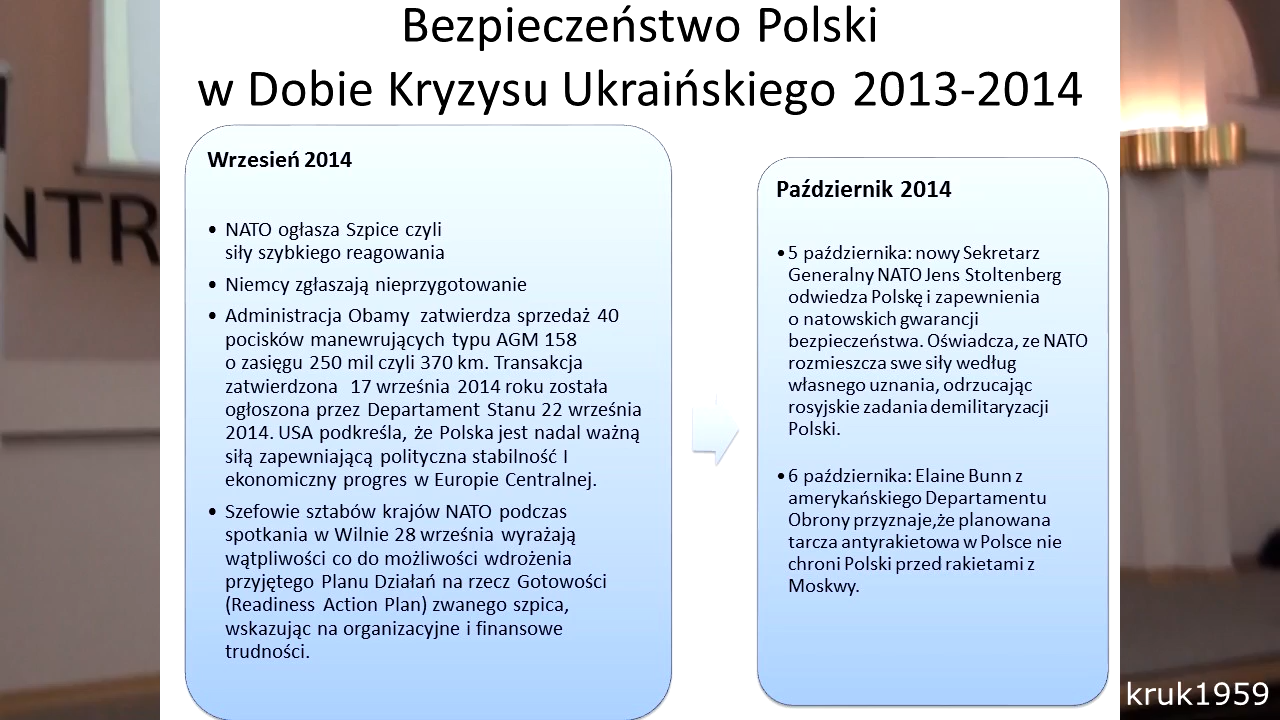 Bezpieczeństwo Polski
w Dobie Kryzysu Ukraińskiego 2013-2014
Wrzesień 2014
• NATO ogłasza Szpice czyli
siły szybkiego reagowania
• Niemcy zgłaszają nieprzygotowanie
• Administracja Obamy zatwierdza sprzedaż 40
pocisków manewrujących typu AGM 158
o zasięgu 250 mil czyli 370 km. Transakcja
zatwierdzona 17 września 2014 roku została
ogłoszona przez Departament Stanu 22 września
2014. USA podkreśla, że Polska jest nadal ważną
siłą zapewniającą polityczna stabilność I
ekonomiczny progres w Europie Centralnej.
• Szefowie sztabów krajów NATO podczas
spotkania w Wilnie 28 września wyrażają
wątpliwości co do możliwości wdrożenia
przyjętego Planu Działań na rzecz Gotowości
(Readiness Action Plan) zwanego szpica,
wskazując na organizacyjne i finansowe
trudności.
Październik 2014
• 5 października: nowy Sekretarz
Generalny NATO Jens Stoltenberg
odwiedza Polskę i zapewnienia
o natowskich gwarancji
bezpieczeństwa. Oświadcza, ze NATO
rozmieszcza swe siły według
własnego uznania, odrzucając
rosyjskie zadania demilitaryzacji
Polski.
• 6 października: Elaine Bunn z
amerykańskiego Departamentu
Obrony przyznaje,że planowana
tarcza antyrakietowa w Polsce nie
chroni Polski przed rakietami z
Moskwy.
NTR
kruk1959